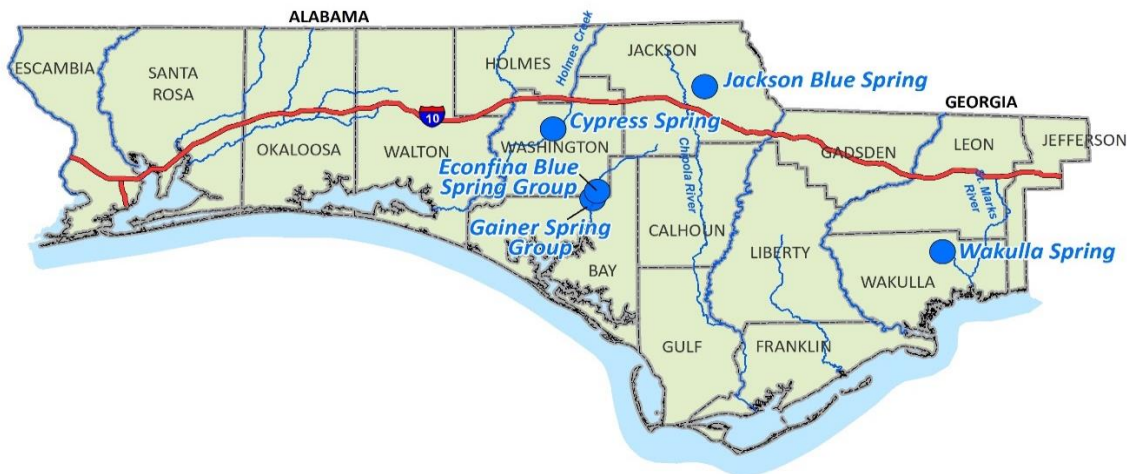 ALABAMA
ESCAMBIA
SANTA
ROSA
OKALOOSA
WALTON
10
HOLMES
Holmes Creek
JACKSON
Jackson Blue Spring
Cypress Spring
WASHINGTON
Econfina Blue
Spring Group
Gainer Spring
Group
BAY
Chipola River
CALHOUN
GULF
LIBERTY
FRANKLIN
GEORGIA
GADSDEN
LEON
JEFFERSON
St. Marks
River
Wakulla Spring
WAKULLA